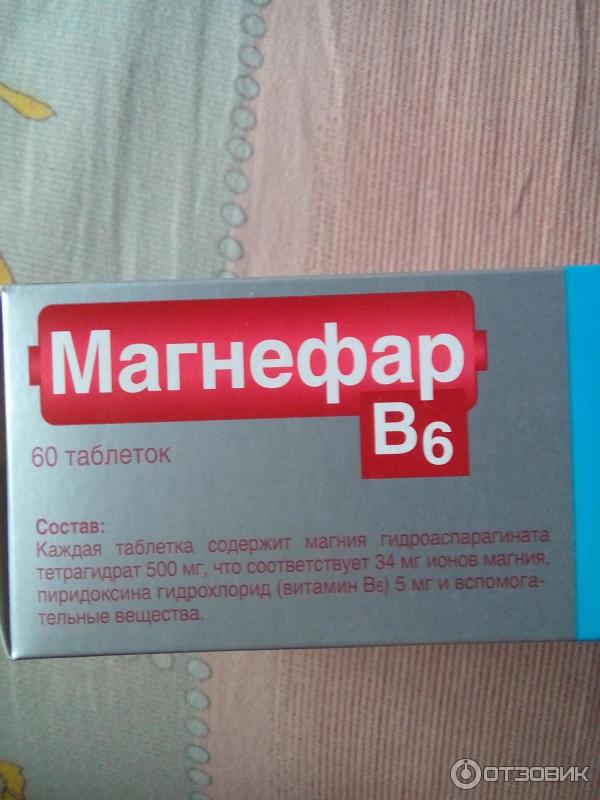 Магнефар
B6
60 таблеток
Состав:
Каждая таблетка содержит магния гидроаспарагината
тетрагидрат 500 мг, что соответствует 34 мг ионов магния,
пиридоксина гидрохлорид (витамин B6) 5 мг и вспомога-
тельные вещества.
ОТЗОВИК